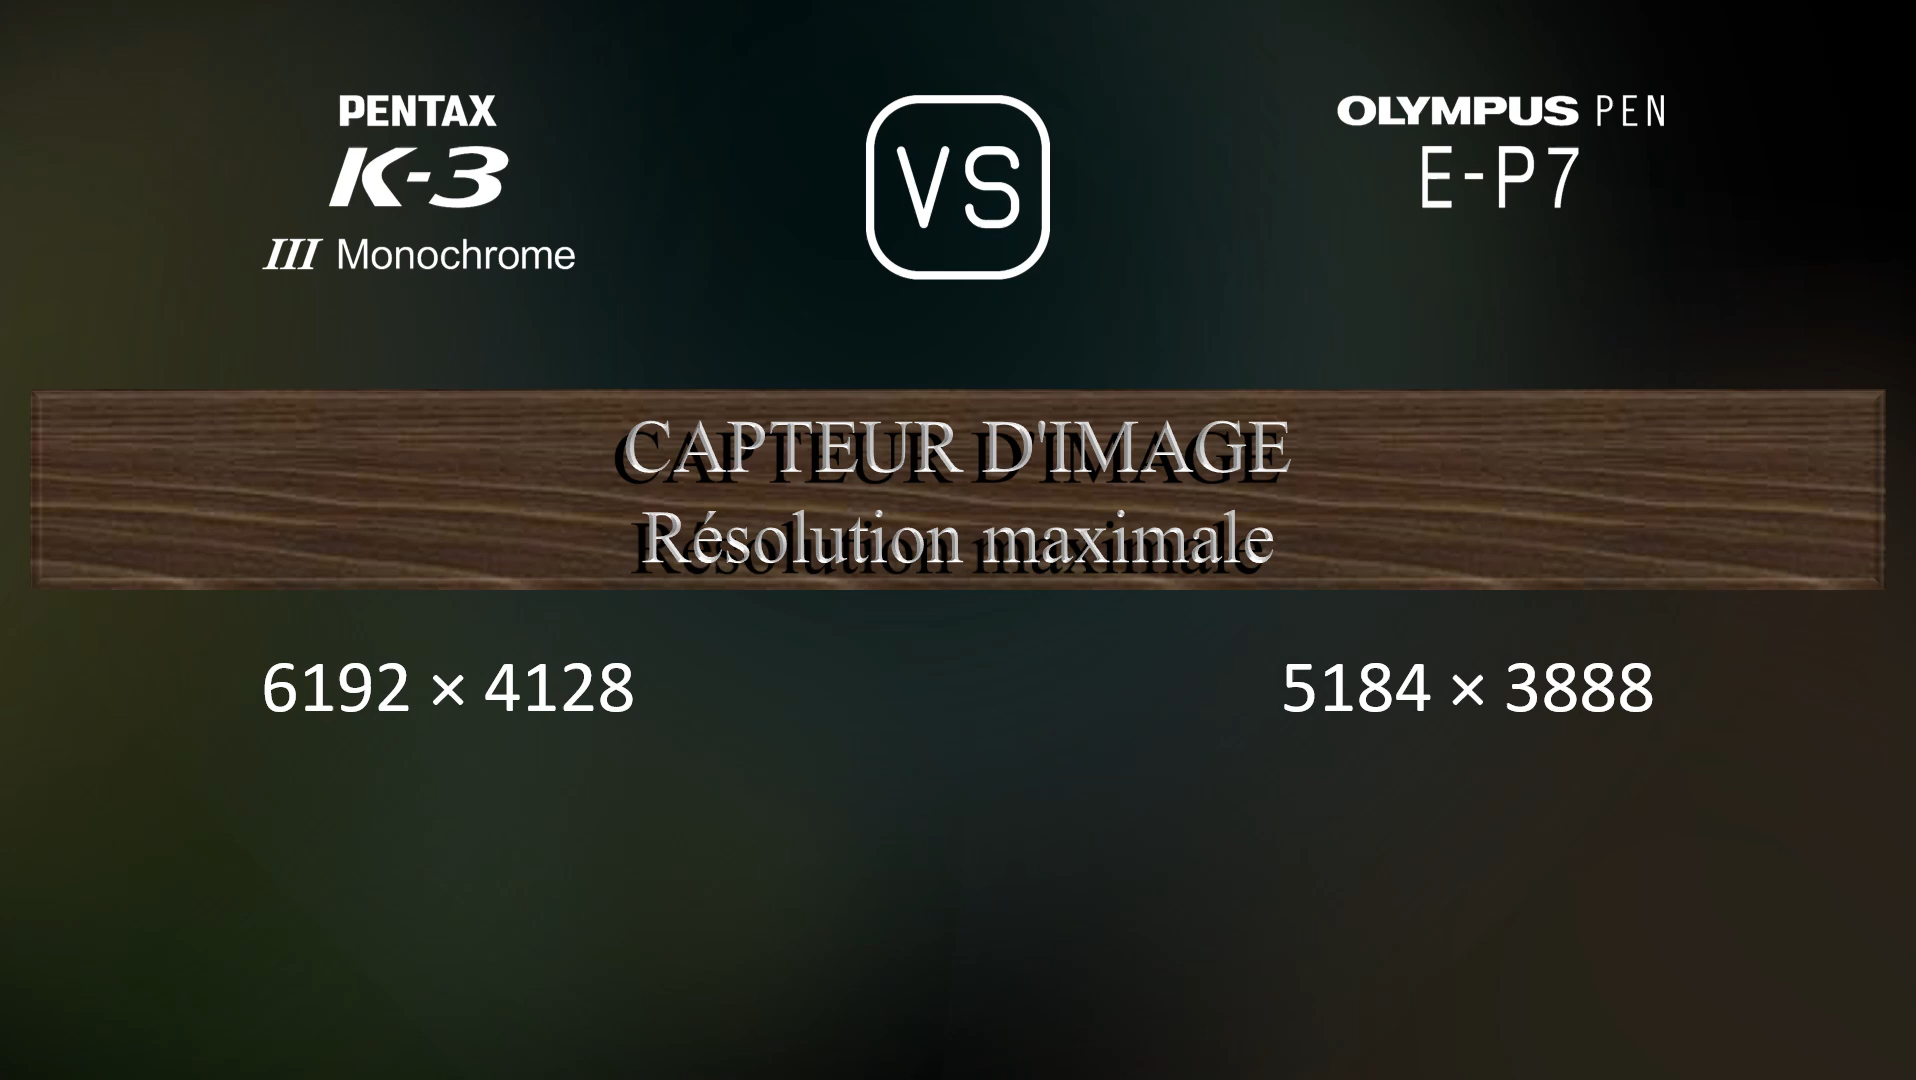 PENTAX
K-3
III Monochrome
VS
OLYMPUS PEN
E-P7
CAPTEUR D'IMAGE
Résolution maximale
6192 × 4128
5184 × 3888